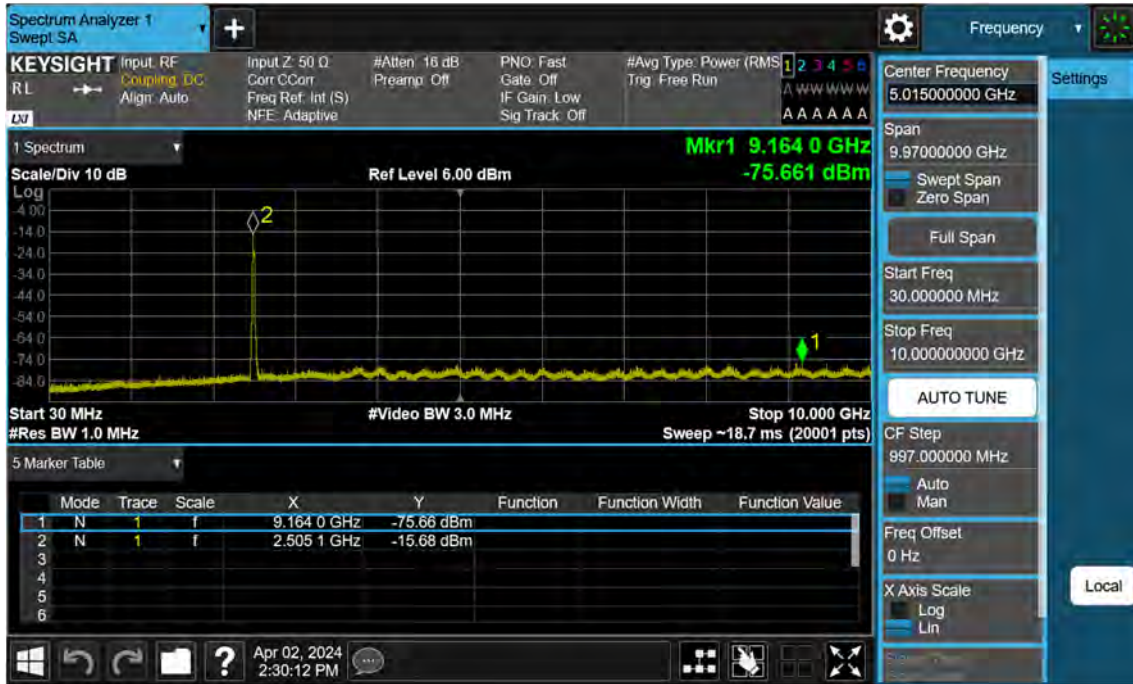 Spectrum Analyzer 1
Swept SA
+
Frequency
KEYSIGHT
RL
LXI
Input: RF
Coupling: DC
Align: Auto
Input Z: 50 Ω
Corr CCorr
Freq Ref: Int (S)
NFE: Adaptive
#Atten: 16 dB
Preamp: Off
PNO: Fast
Gate: Off
IF Gain: Low
Sig Track: Off
#Avg Type: Power (RMS
Trig: Free Run
1 2 3 4 5 6
A W W W W W
A A A A A A
1 Spectrum
Scale/Div 10 dB
Ref Level 6.00 dBm
Mkr1 9.164 0 GHz
-75.661 dBm
Log
-4.00
-14.0
-24.0
-34.0
-44.0
-54.0
-64.0
-74.0
-84.0
2
1
Start 30 MHz
#Video BW 3.0 MHz
Stop 10.000 GHz
#Res BW 1.0 MHz
Sweep ~18.7 ms (20001 pts)
5 Marker Table
Mode Trace Scale X Y Function Function Width Function Value
1 N 1 f 9.164 0 GHz -75.66 dBm
2 N 1 f 2.505 1 GHz -15.68 dBm
3
4
5
6
?
Apr 02, 2024
2:30:12 PM
Center Frequency
5.015000000 GHz
Settings
Span
9.97000000 GHz
Swept Span
Zero Span
Full Span
Start Freq
30.000000 MHz
Stop Freq
10.000000000 GHz
AUTO TUNE
CF Step
997.000000 MHz
Auto
Man
Freq Offset
0 Hz
X Axis Scale
Log
Lin
Local